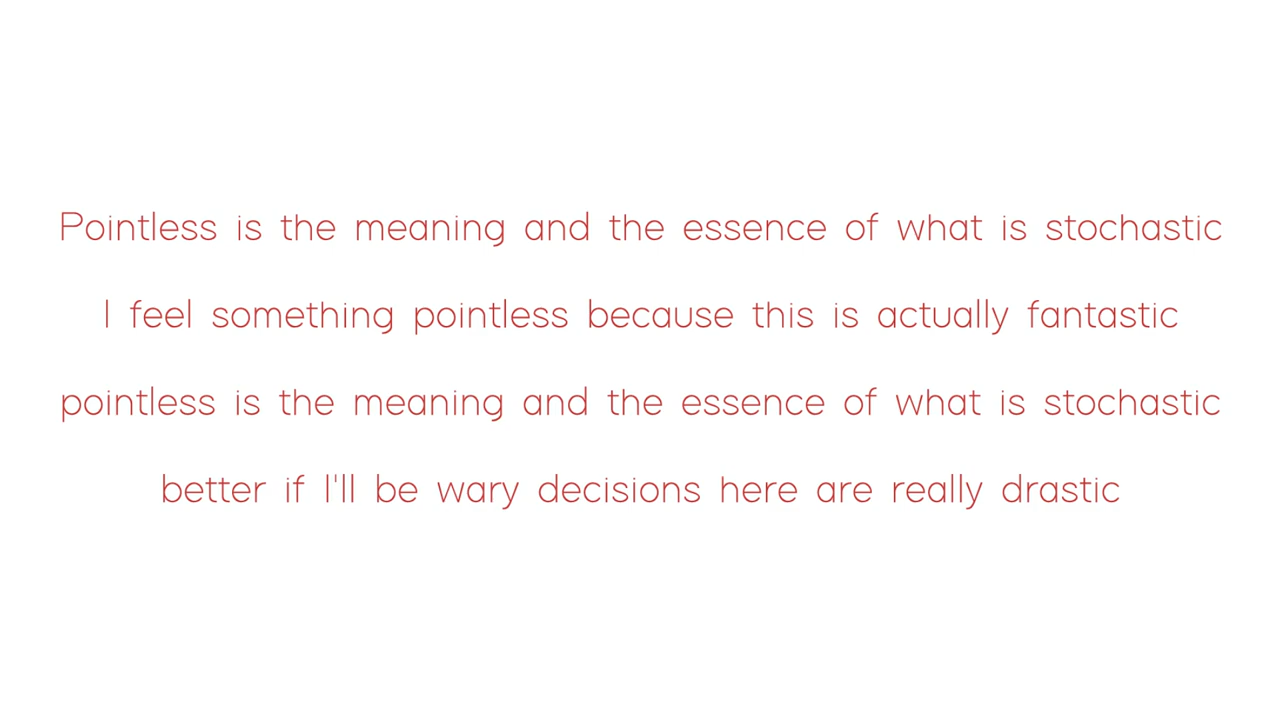 Pointless is the meaning and the essence of what is stochastic
I feel something pointless because this is actually fantastic
pointless is the meaning and the essence of what is stochastic
better if I'll be wary decisions here are really drastic